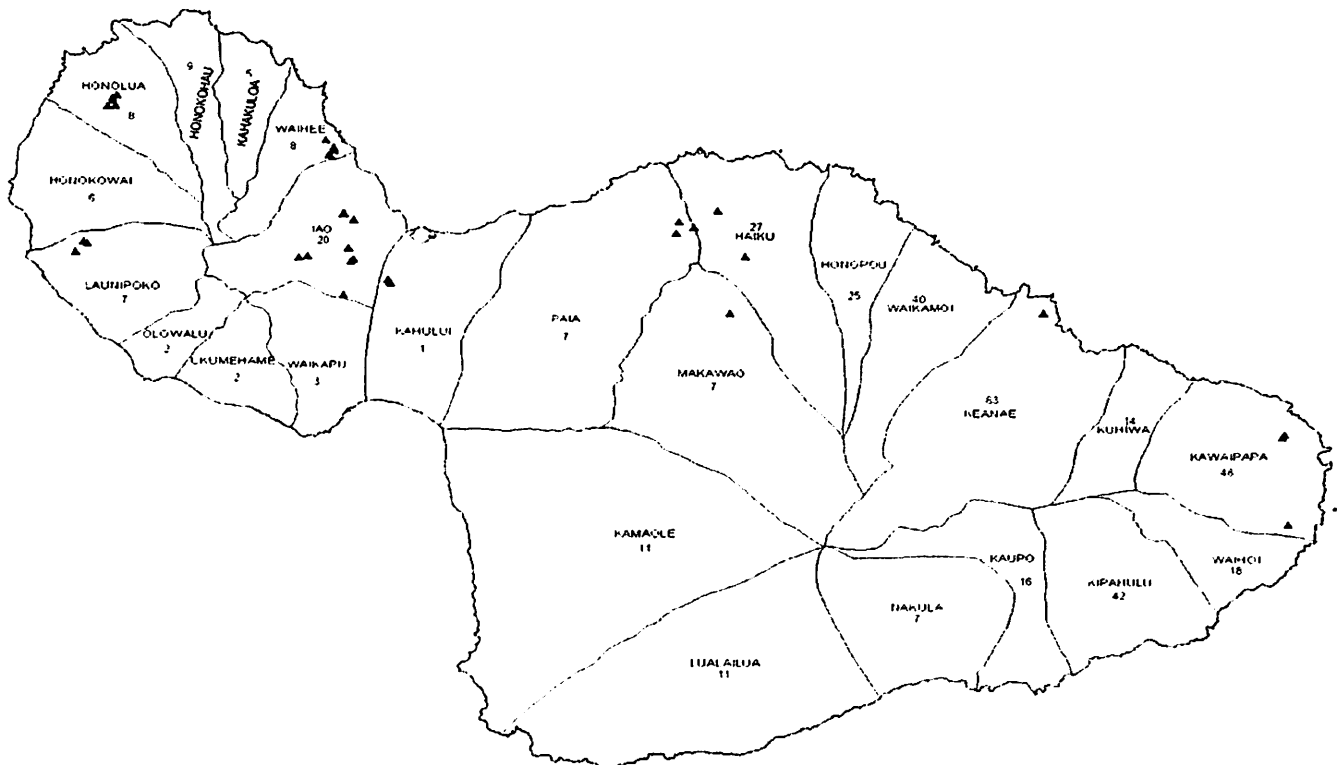 HONOLUA
8
9
HONOKOHAU
5
KAHAKULOA
WAIHEE
8
HONOKOWAI
6
IAO
20
LAUNIPOKO
7
OLOWALU
2
UKUMEHAME
2
WAIKAPU
3
KAHULUI
1
PAIA
7
MAKAWAO
7
27
HAIKU
HONOPOU
25
40
WAIKAMOI
63
KEANAE
14
KUHIWA
KAWAIPAPA
46
KAMAOLE
11
LUALAILUA
11
NAKULA
7
KAUPO
16
KIPAHULU
42
WAIHOI
18